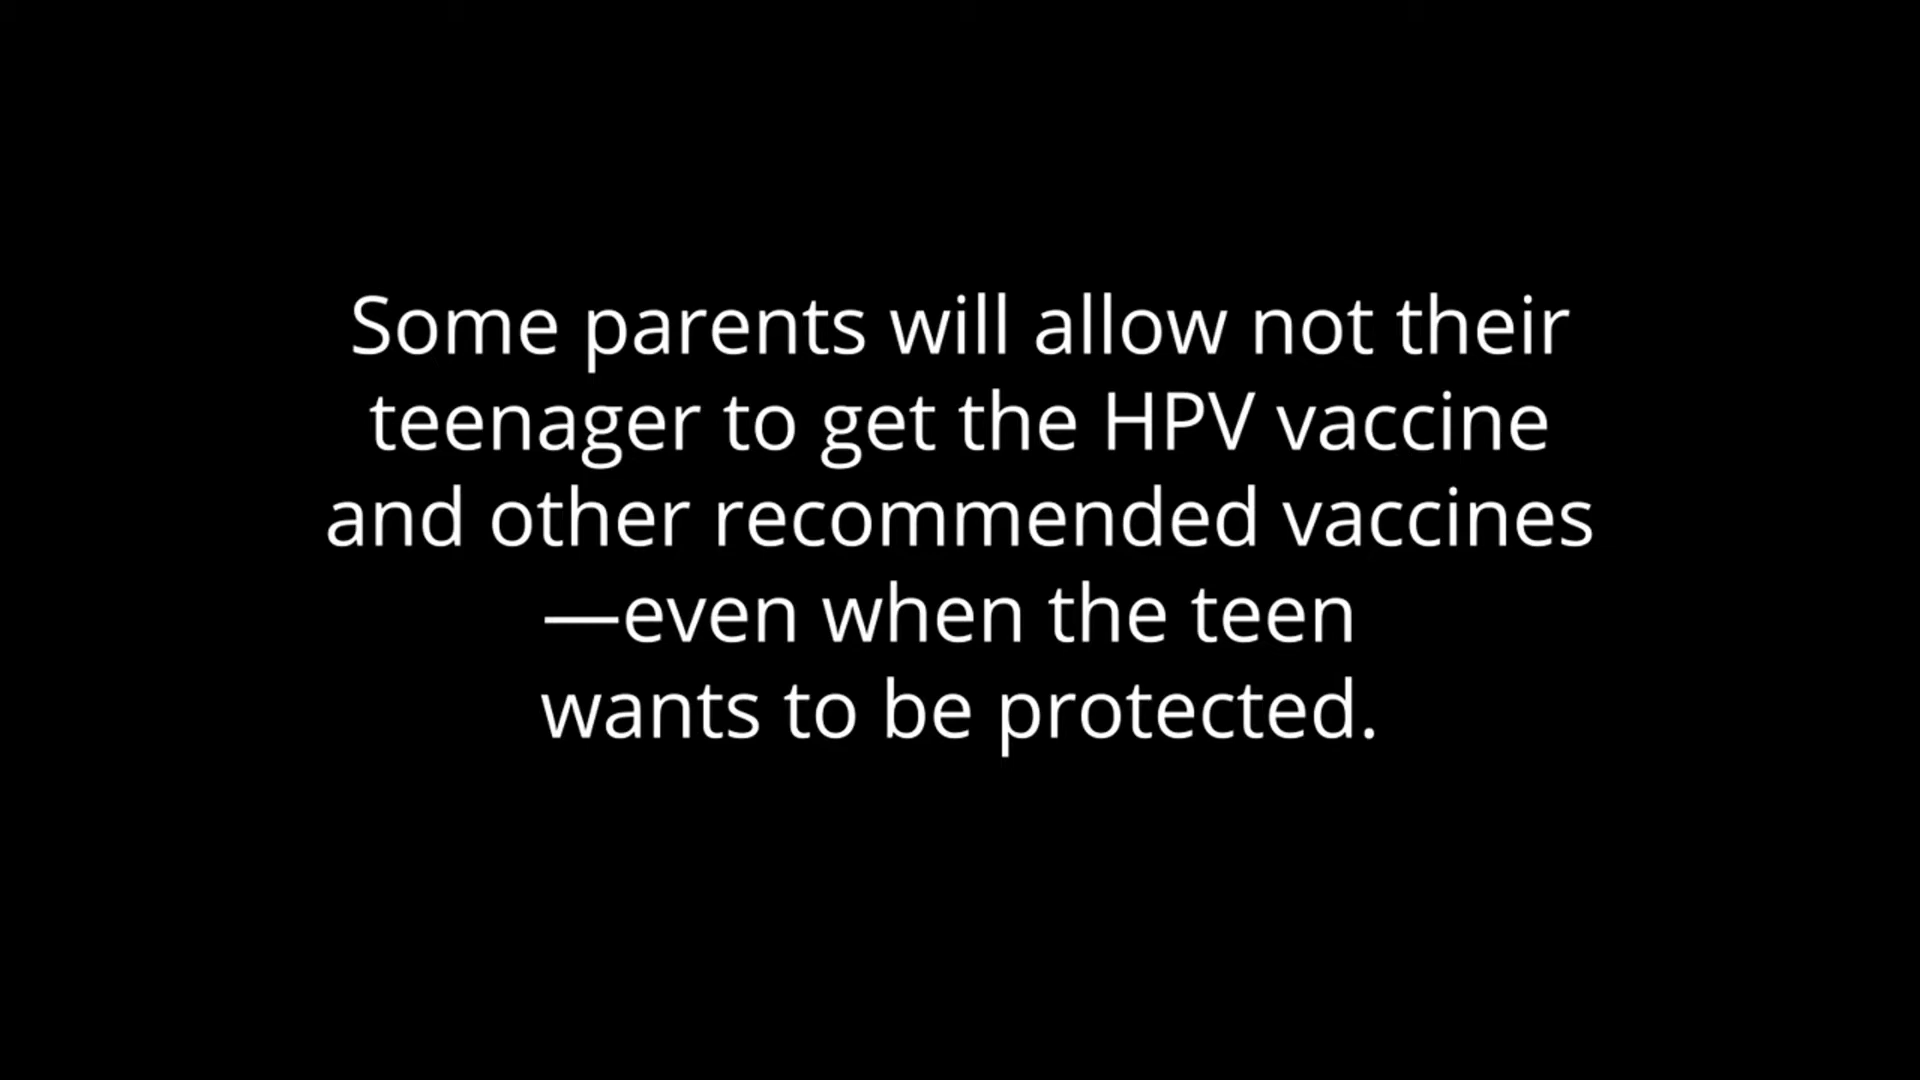 Some parents will allow not their
teenager to get the HPV vaccine
and other recommended vaccines
—even when the teen
wants to be protected.